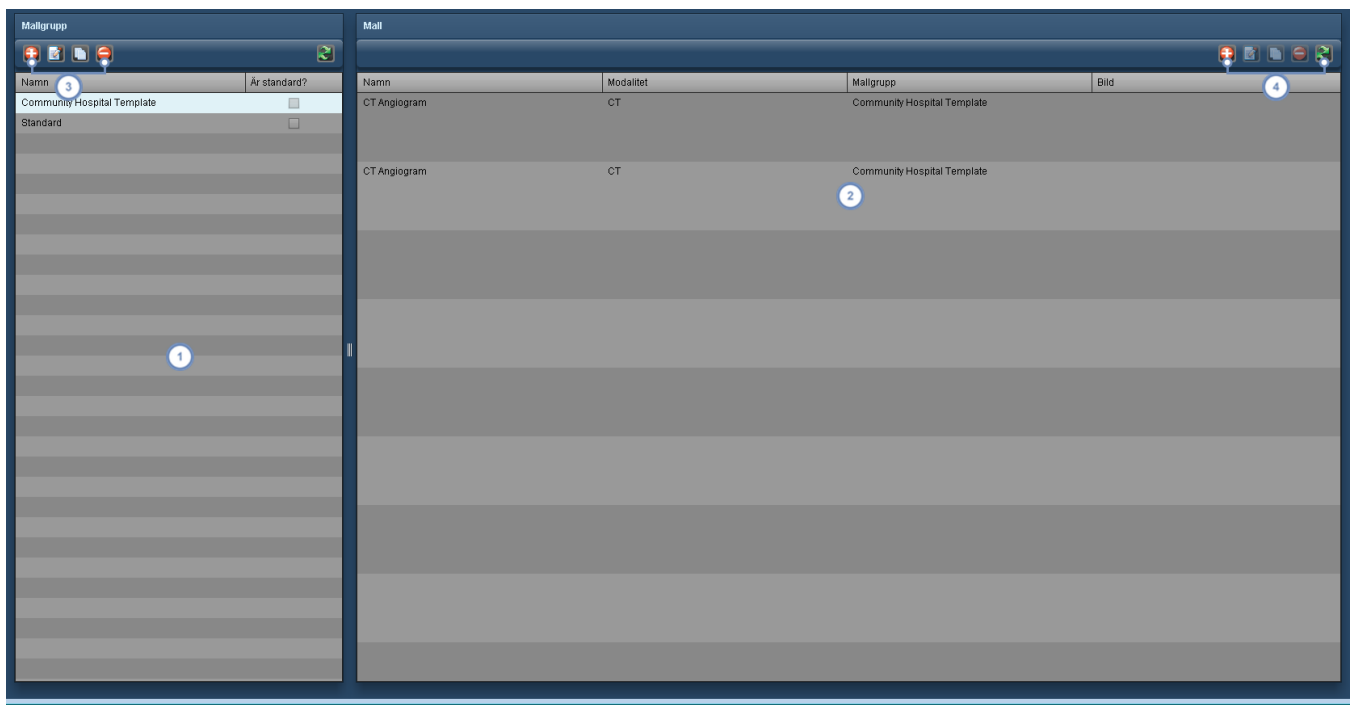 Mallgrupp
Mall
3
4
Namn
Är standard?
Namn
Modalitet
Mallgrupp
Bild
Community Hospital Template
CT Angiogram
CT
Community Hospital Template
Standard
CT Angiogram
CT
Community Hospital Template
2
1